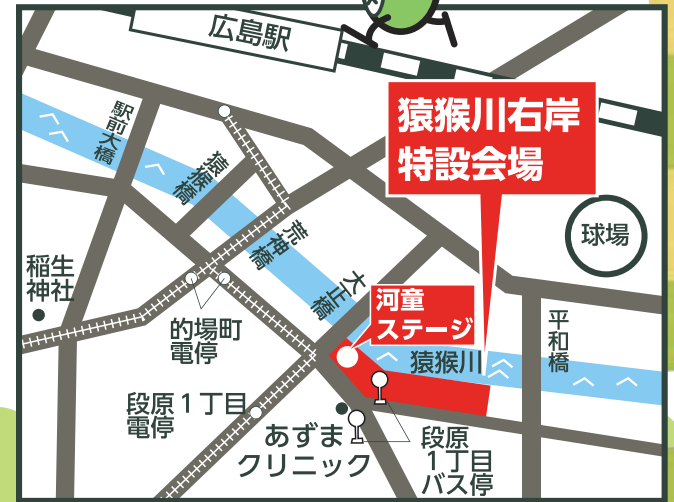 広島駅
猿猴川右岸
特設会場
駅前大橋
猿猴橋
荒神橋
大正橋
球場
稲生
神社
河童
ステージ
的場町
電停
猿猴川
平和橋
段原1丁目
電停
あずま
クリニック
段原
1丁目
バス停